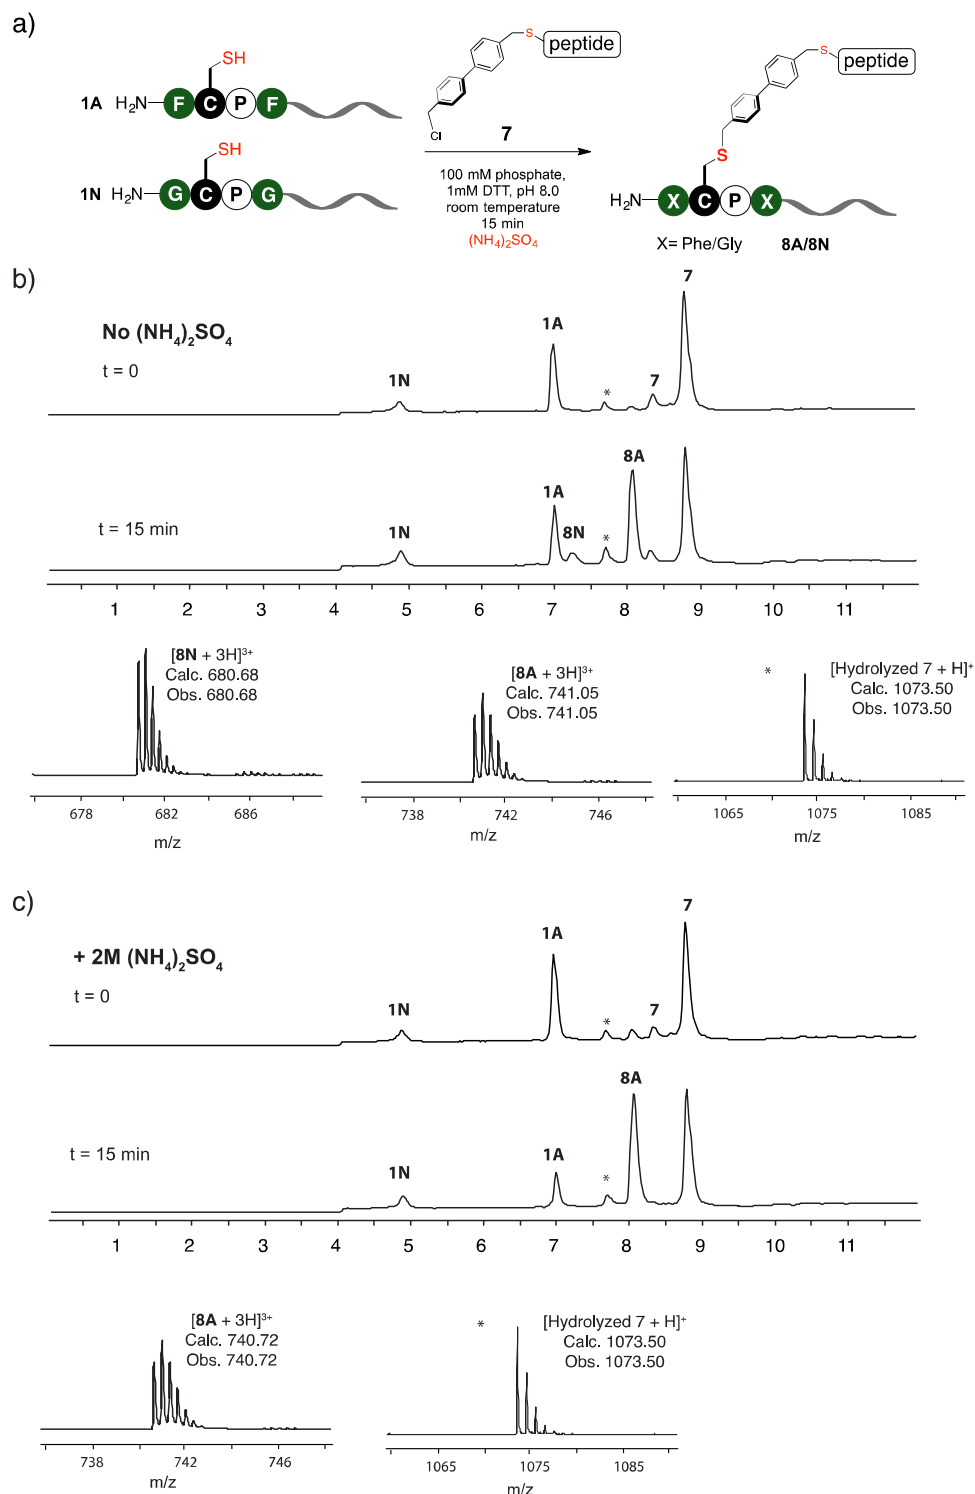 a)
SH
1A H₂N F C P F
SH
1N H₂N G C P G
S peptide
Cl
7
100 mM phosphate,
1mM DTT, pH 8.0
room temperature
15 min
(NH₄)₂SO₄
S peptide
S
H₂N X C P X
X= Phe/Gly 8A/8N
b)
No (NH₄)₂SO₄
t = 0
1N 1A * 7 7
t = 15 min
1N 1A 8N * 8A
1 2 3 4 5 6 7 8 9 10 11
[8N + 3H]³⁺
Calc. 680.68
Obs. 680.68
678 682 686
m/z
[8A + 3H]³⁺
Calc. 741.05
Obs. 741.05
738 742 746
m/z
* [Hydrolyzed 7 + H]⁺
Calc. 1073.50
Obs. 1073.50
1065 1075 1085
m/z
c)
+ 2M (NH₄)₂SO₄
t = 0
1N 1A * 7 7
t = 15 min
1N 1A * 8A
1 2 3 4 5 6 7 8 9 10 11
[8A + 3H]³⁺
Calc. 740.72
Obs. 740.72
738 742 746
m/z
* [Hydrolyzed 7 + H]⁺
Calc. 1073.50
Obs. 1073.50
1065 1075 1085
m/z